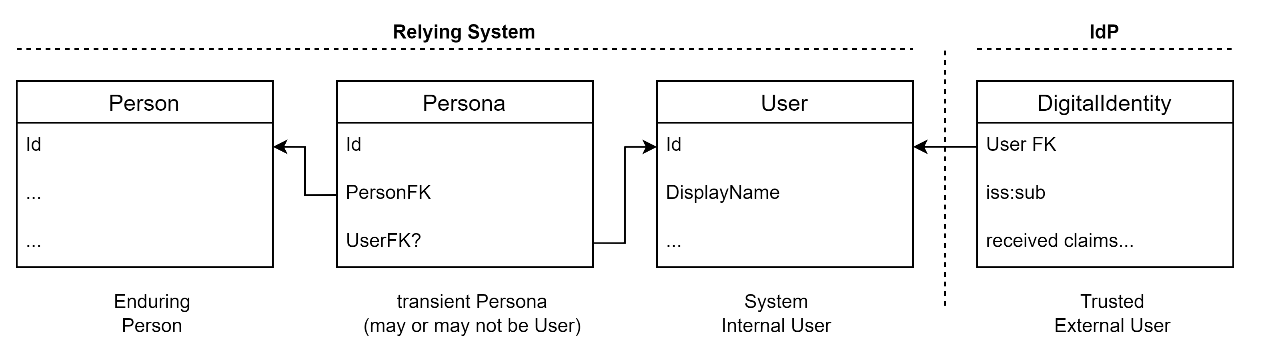 Relying System
IdP
Person
Id
...
...
Enduring
Person
Persona
Id
PersonFK
UserFK?
transient Persona
(may or may not be User)
User
Id
DisplayName
...
System
Internal User
DigitalIdentity
User FK
iss:sub
received claims...
Trusted
External User